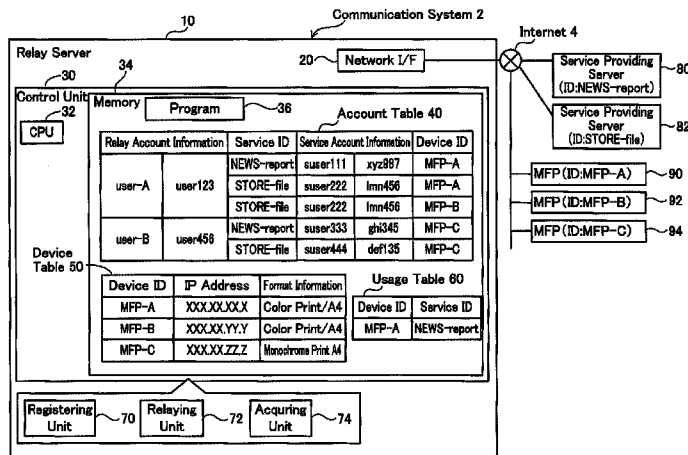 Communication System 2
10
Relay Server
20
Network I/F
Internet 4
Service Providing Server (ID:NEWS-report)
80
Service Providing Server (ID:STORE-file)
82
MFP(ID:MFP-A)
90
MFP(ID:MFP-B)
92
MFP(ID:MFP-C)
94
30
Control Unit
32
CPU
34
Memory
Program
36
Account Table 40
Relay Account Information Service ID Service Account Information Device ID
user-A user123 NEWS-report suser111 xyz987 MFP-A
STORE-file suser222 lmn456 MFP-A
STORE-file suser222 lmn456 MFP-B
user-B user456 NEWS-report suser333 ghi345 MFP-C
STORE-file suser444 def135 MFP-C
Device Table 50
Device ID IP Address Format Information
MFP-A XXX.XX.XX,X Color Print/A4
MFP-B XXX.XX.YY.Y Color Print/A4
MFP-C XXX.XX.ZZ,Z Monochrome Print A4
Usage Table 60
Device ID Service ID
MFP-A NEWS-report
Registering Unit
70
Relaying Unit
72
Acquring Unit
74